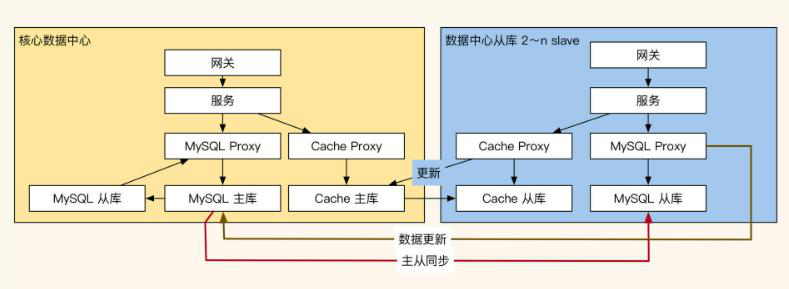 核心数据中心
网关
服务
MySQL Proxy
Cache Proxy
MySQL 从库
MySQL 主库
Cache 主库
数据中心从库 2～n slave
网关
服务
Cache Proxy
MySQL Proxy
更新
Cache 从库
MySQL 从库
数据更新
主从同步